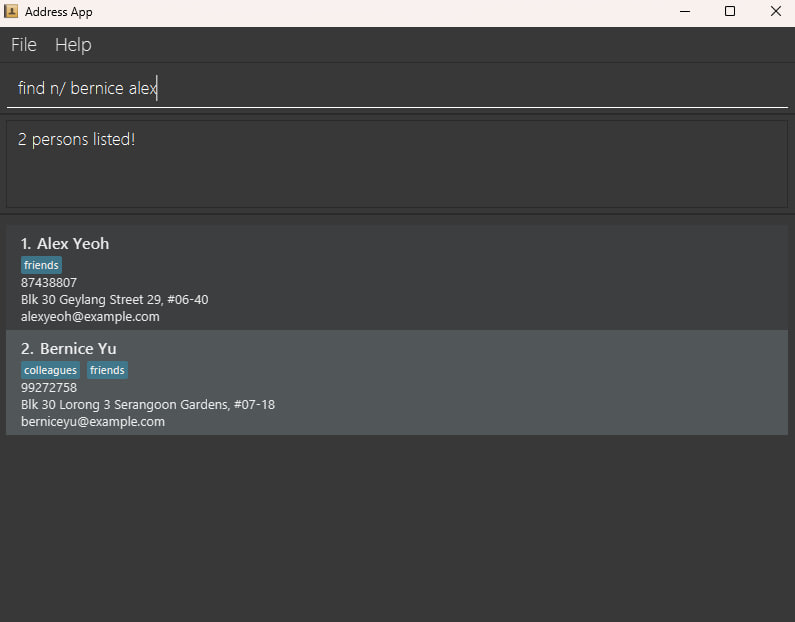 Address App
File Help
find n/ bernice alex
2 persons listed!
1. Alex Yeoh
friends
87438807
Blk 30 Geylang Street 29, #06-40
alexyeoh@example.com
2. Bernice Yu
colleagues friends
99272758
Blk 30 Lorong 3 Serangoon Gardens, #07-18
berniceyu@example.com